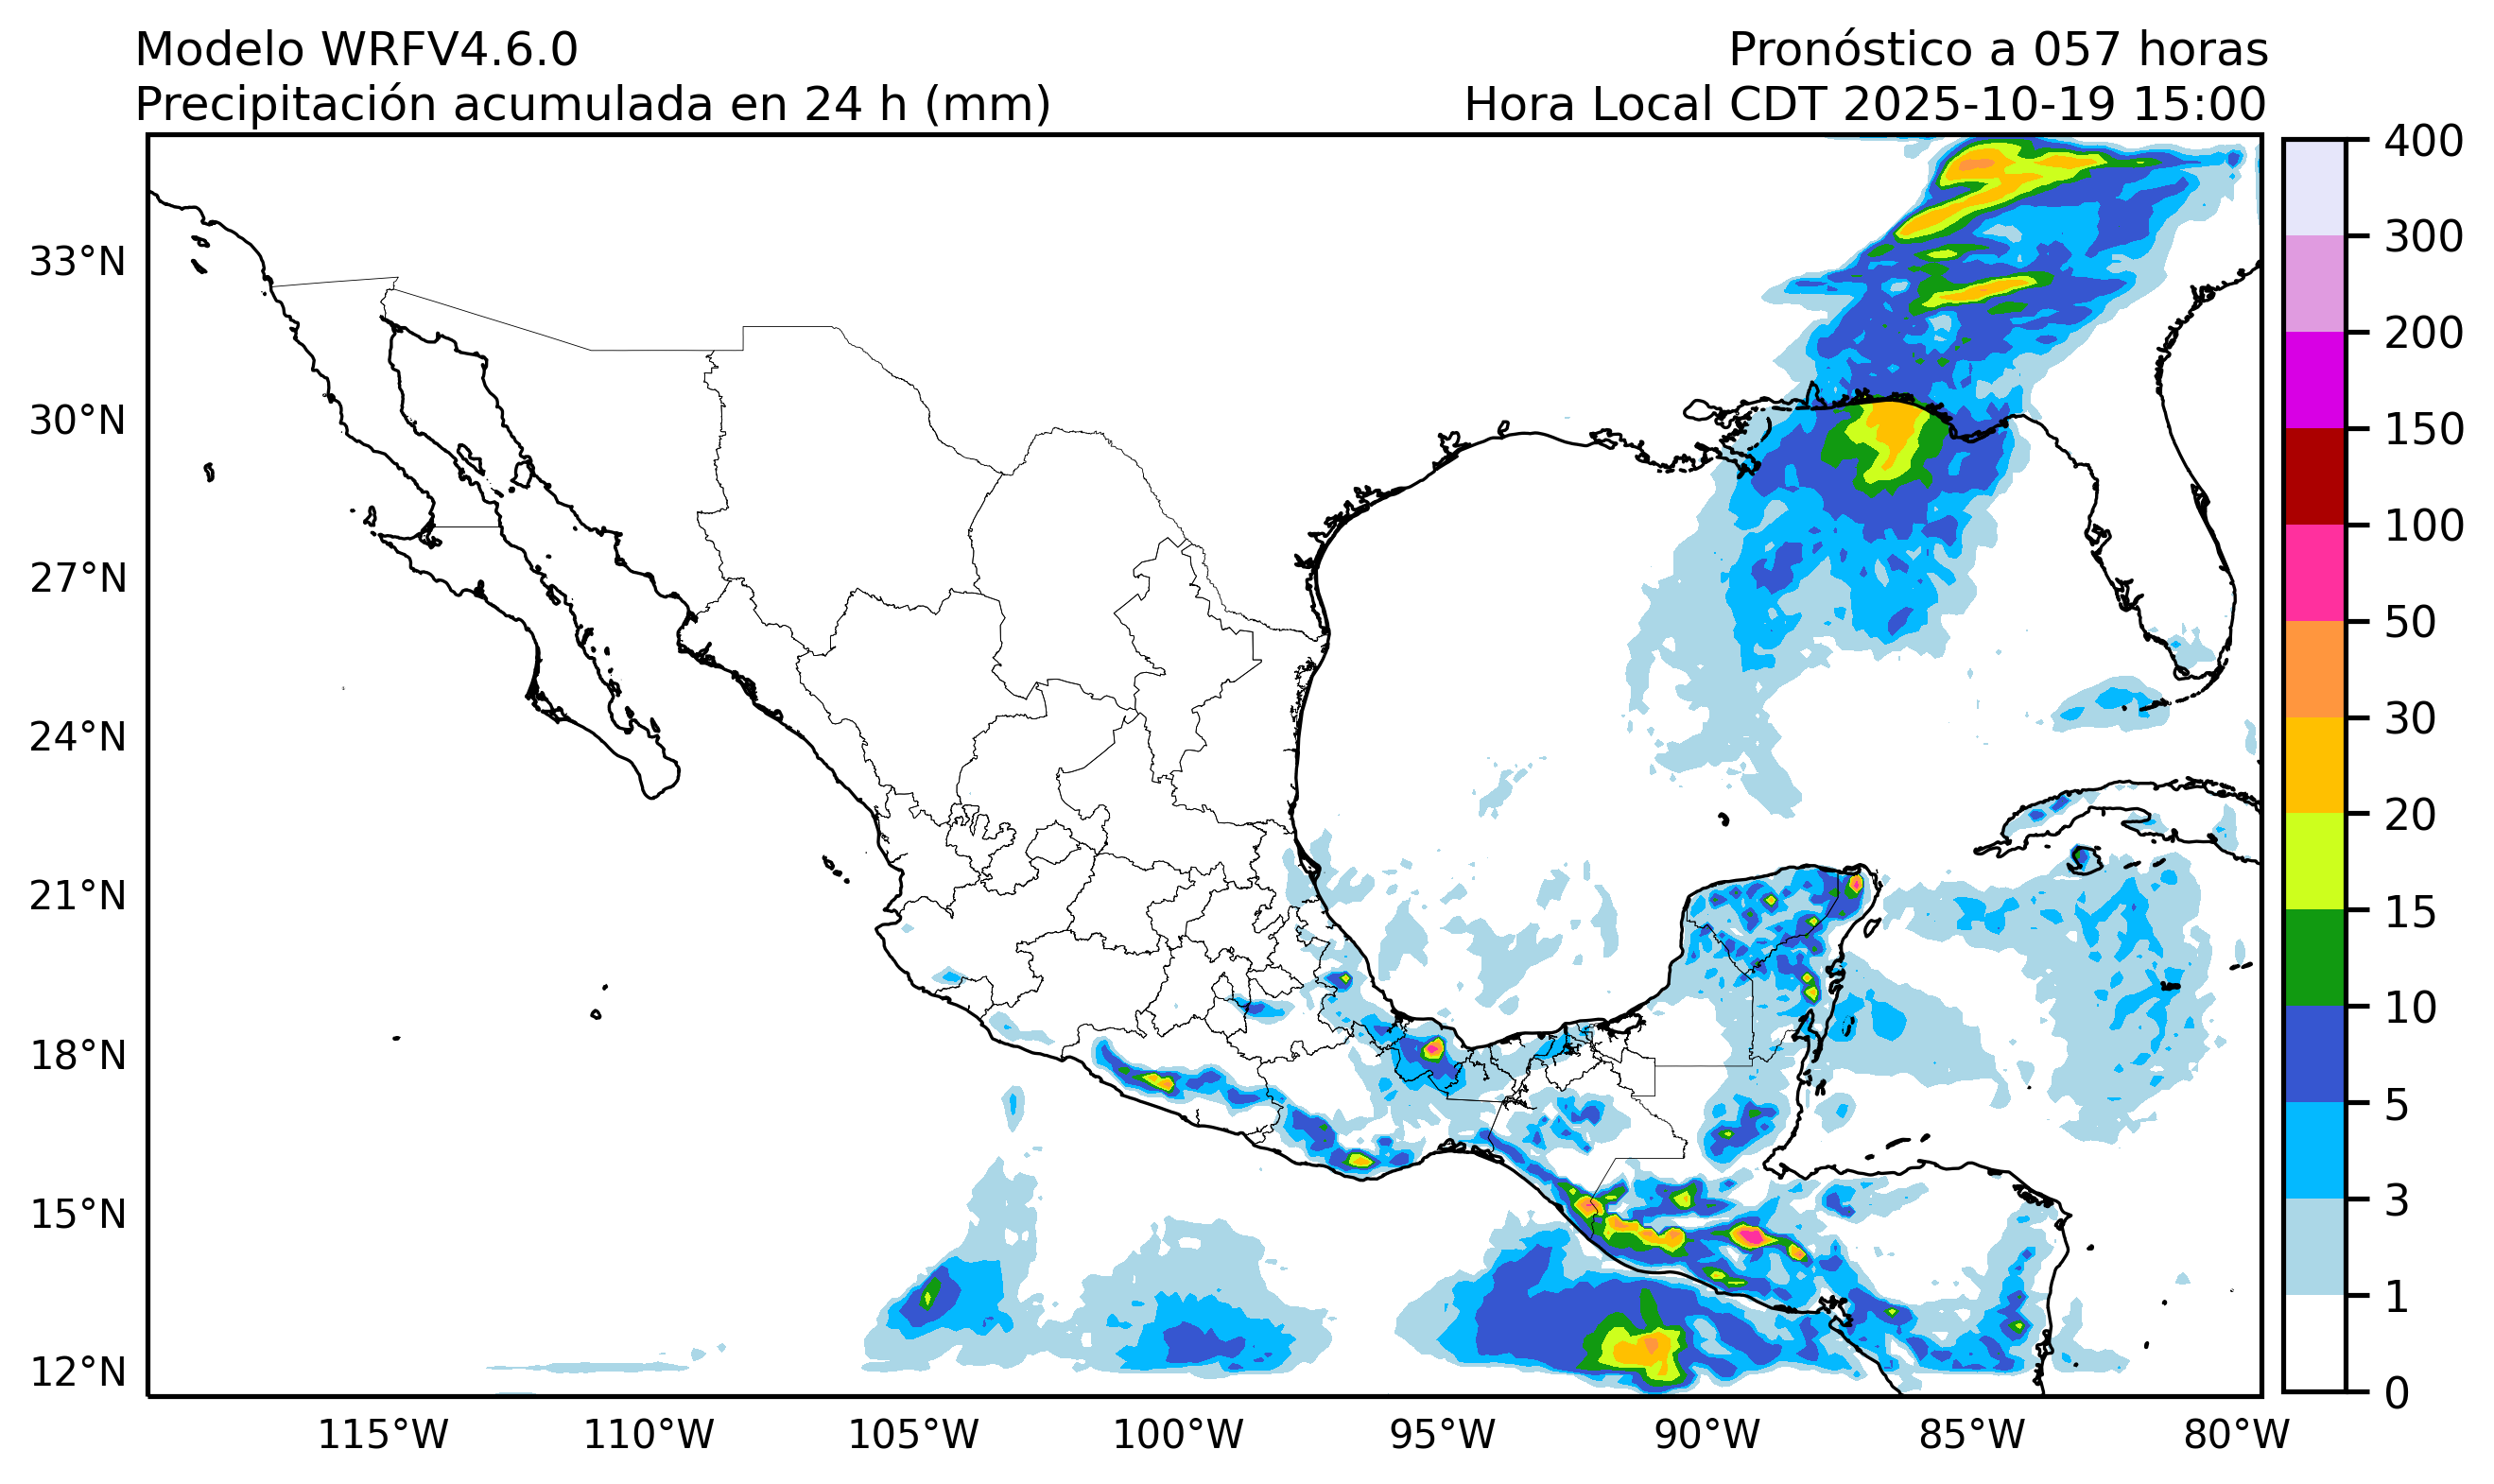 Modelo WRFV4.6.0
Pronóstico a 057 horas
Precipitación acumulada en 24 h (mm)
Hora Local CDT 2025-10-19 15:00
33°N
30°N
27°N
24°N
21°N
18°N
15°N
12°N
115°W
110°W
105°W
100°W
95°W
90°W
85°W
80°W
400
300
200
150
100
50
30
20
15
10
5
3
1
0